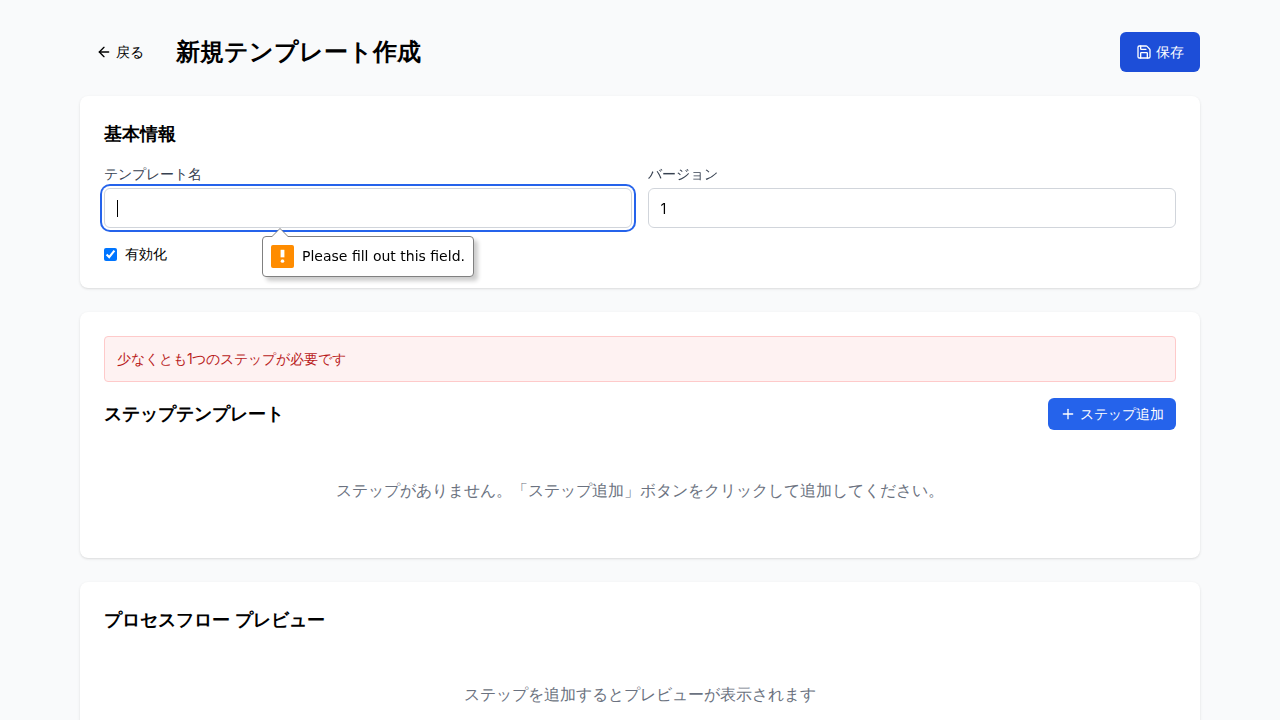 戻る
新規テンプレート作成
保存
基本情報
テンプレート名
バージョン
1
有効化
Please fill out this field.
少なくとも1つのステップが必要です
ステップテンプレート
ステップ追加
ステップがありません。「ステップ追加」ボタンをクリックして追加してください。
プロセスフロー プレビュー
ステップを追加するとプレビューが表示されます